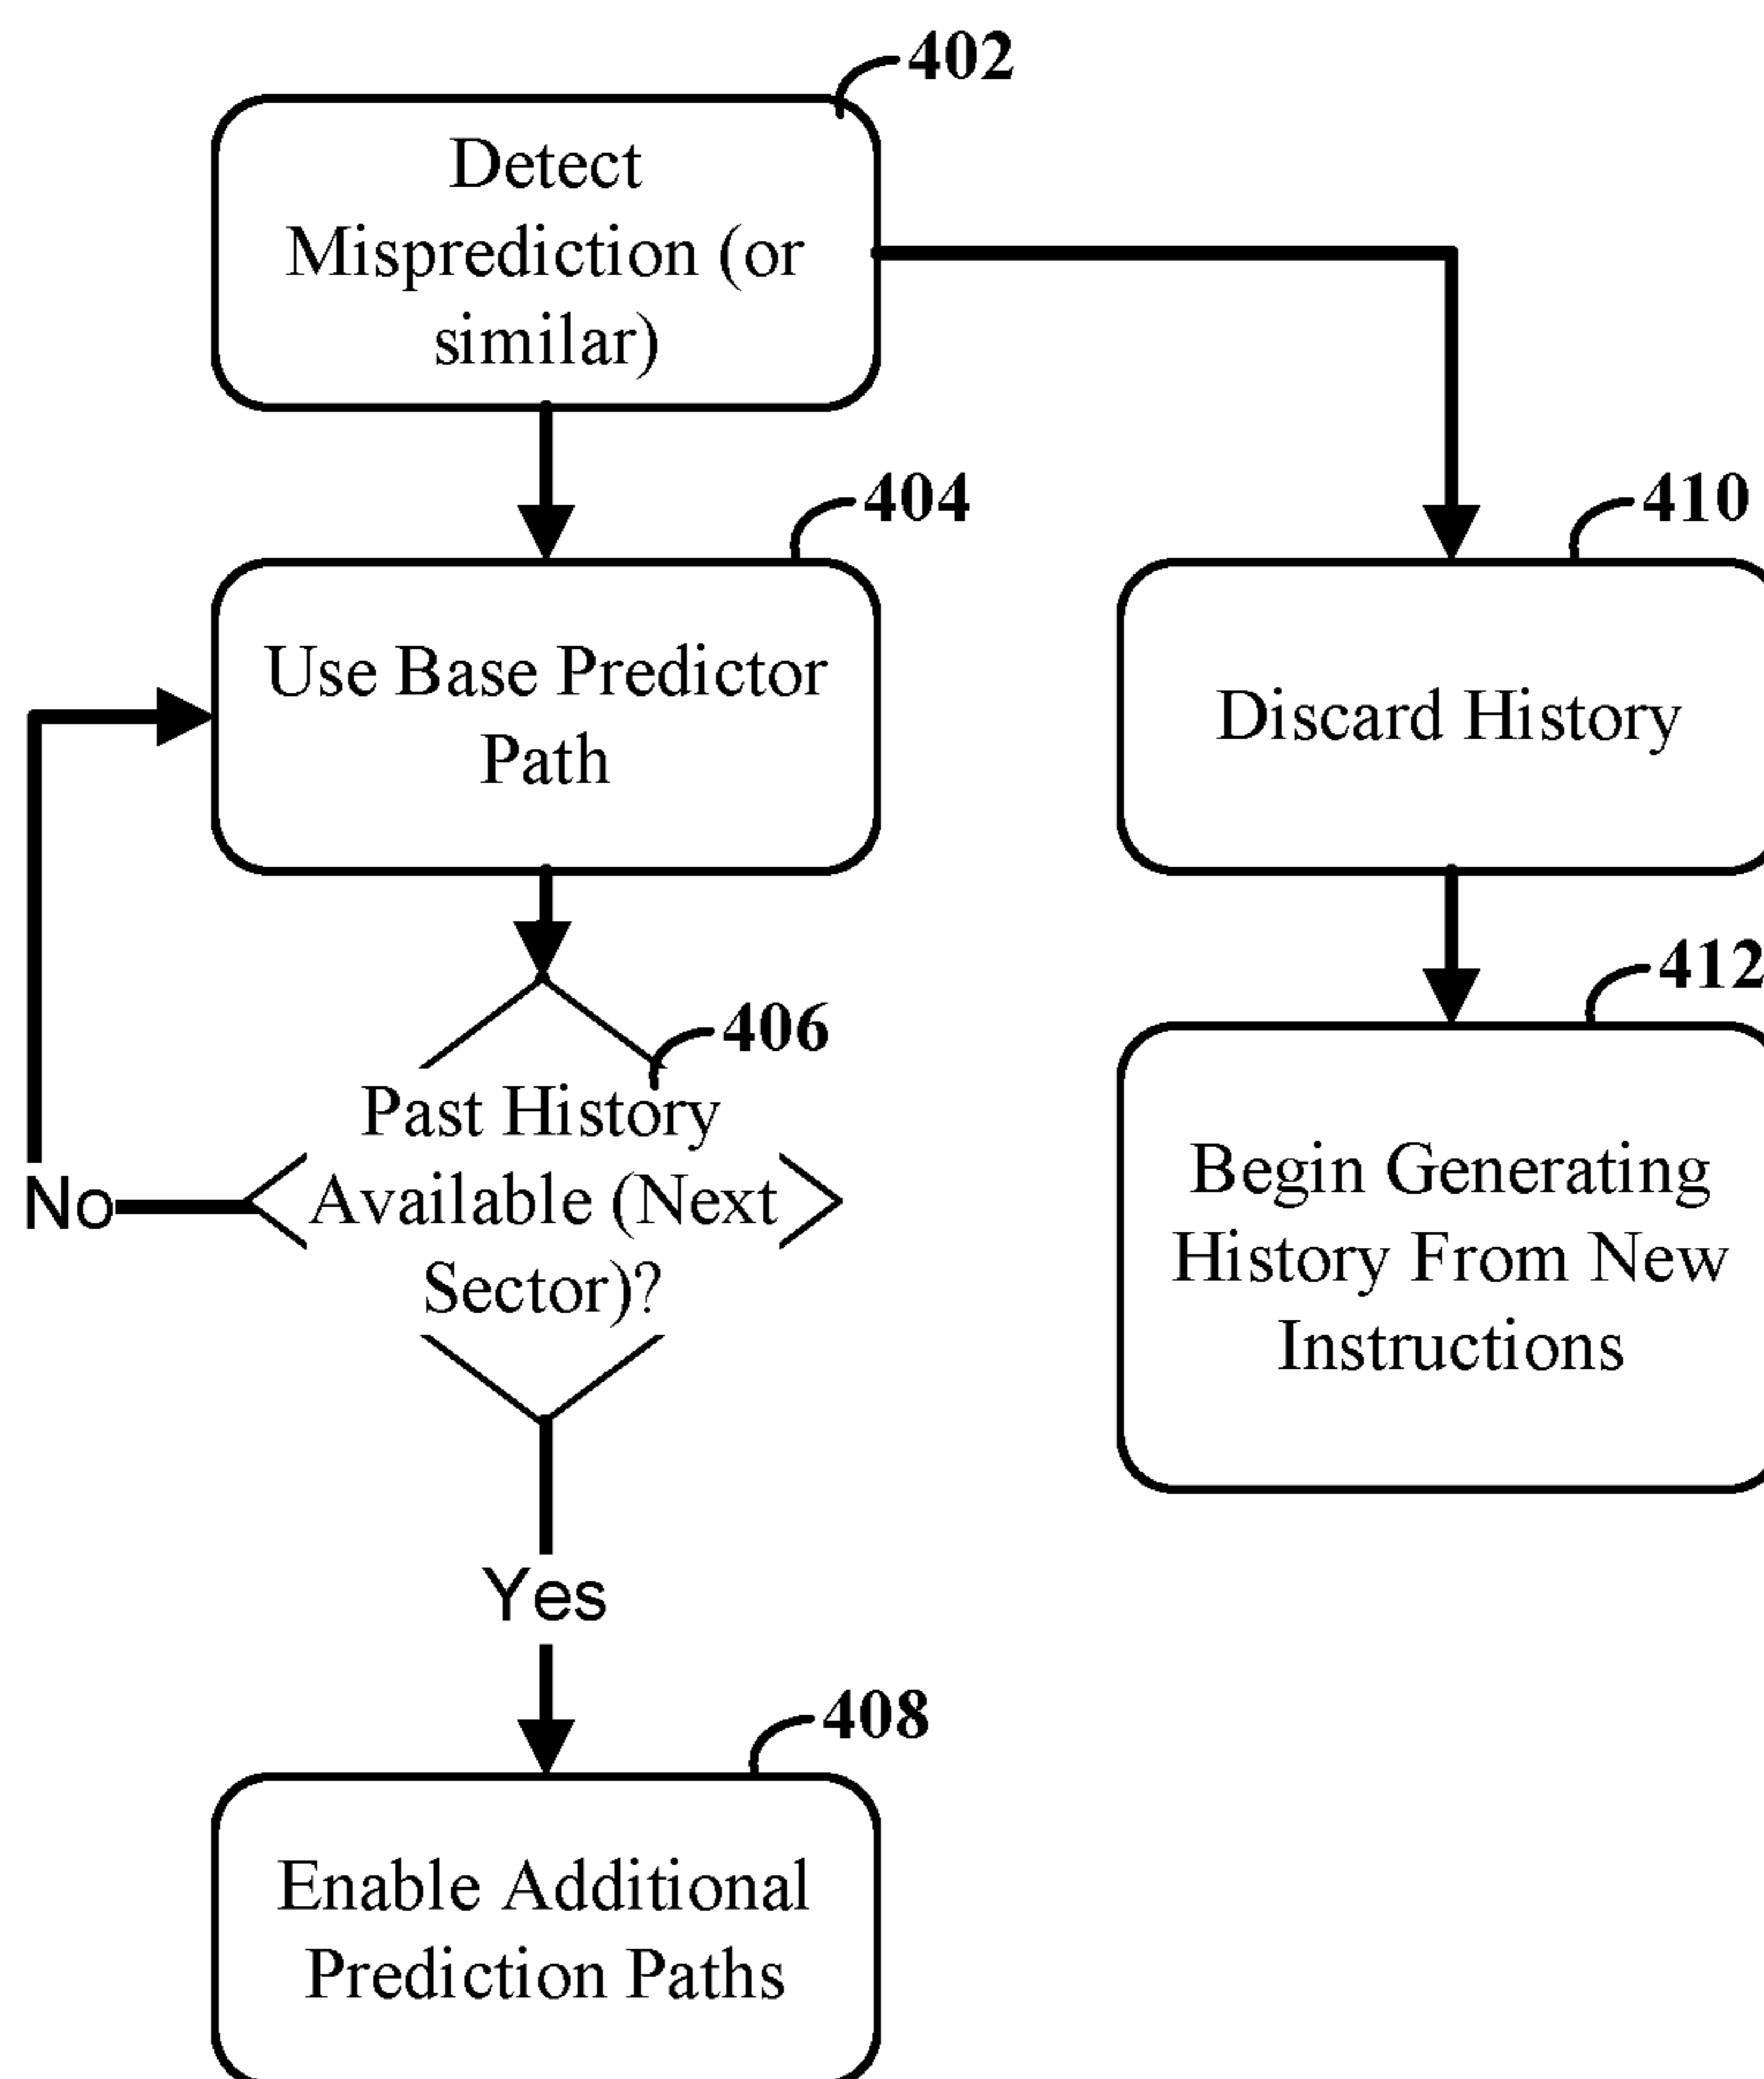 402
Detect
Misprediction (or
similar)
404
Use Base Predictor
Path
406
Past History
Available (Next
Sector)?
No
Yes
408
Enable Additional
Prediction Paths
410
Discard History
412
Begin Generating
History From New
Instructions